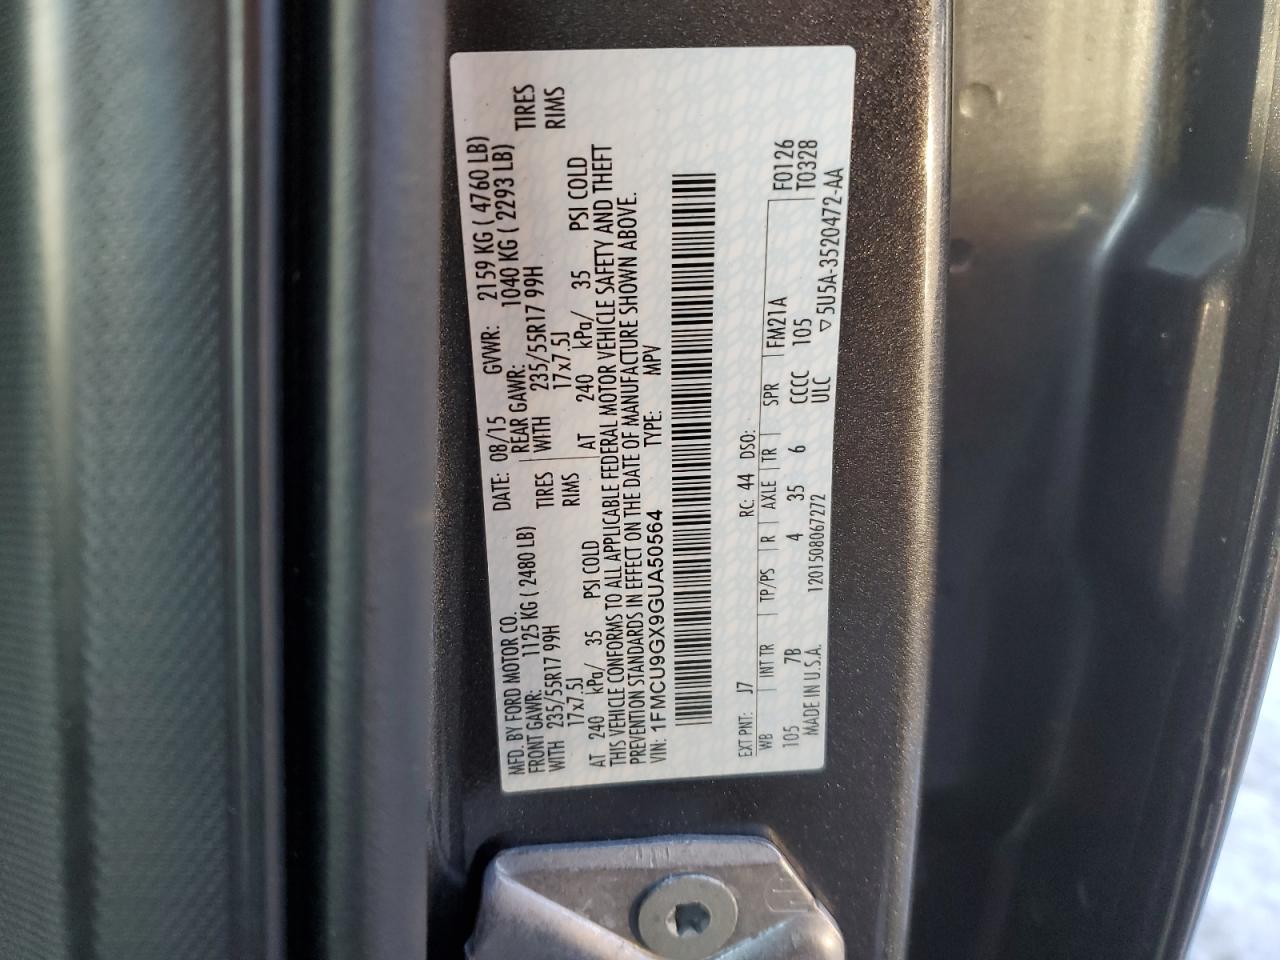 MFD. BY FORD MOTOR CO. DATE: 08/15 GVWR: 2159 KG ( 4760 LB)
FRONT GAWR: 1125 KG ( 2480 LB) REAR GAWR: 1040 KG ( 2293 LB)
WITH 235/55R17 99H TIRES WITH 235/55R17 99H TIRES
17x7.5J RIMS 17x7.5J RIMS
AT 240 kPa/ 35 PSI COLD AT 240 kPa/ 35 PSI COLD
THIS VEHICLE CONFORMS TO ALL APPLICABLE FEDERAL MOTOR VEHICLE SAFETY AND THEFT
PREVENTION STANDARDS IN EFFECT ON THE DATE OF MANUFACTURE SHOWN ABOVE.
VIN: 1FMCU9GX9GUA50564 TYPE: MPV
EXT PNT: J7 RC: 44 DSO:
WB INT TR TP/PS R AXLE TR SPR FM21A F0126
105 7B 4 35 6 CCCC 105 T0328
ULC
MADE IN U.S.A. 1201508067272 ▽5U5A-3520472-AA